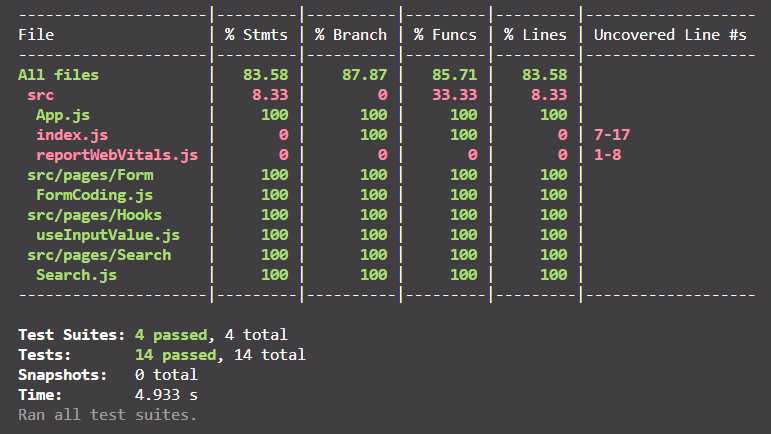 ---------------------|---------|----------|---------|---------|-------------------
File                 | % Stmts | % Branch | % Funcs | % Lines | Uncovered Line #s
---------------------|---------|----------|---------|---------|-------------------
All files            |   83.58 |    87.87 |   85.71 |   83.58 |
 src                 |    8.33 |        0 |   33.33 |    8.33 |
  App.js             |     100 |      100 |     100 |     100 |
  index.js           |       0 |      100 |     100 |       0 | 7-17
  reportWebVitals.js |       0 |        0 |       0 |       0 | 1-8
 src/pages/Form      |     100 |      100 |     100 |     100 |
  FormCoding.js      |     100 |      100 |     100 |     100 |
 src/pages/Hooks     |     100 |      100 |     100 |     100 |
  useInputValue.js   |     100 |      100 |     100 |     100 |
 src/pages/Search    |     100 |      100 |     100 |     100 |
  Search.js          |     100 |      100 |     100 |     100 |
---------------------|---------|----------|---------|---------|-------------------
Test Suites: 4 passed, 4 total
Tests:       14 passed, 14 total
Snapshots:   0 total
Time:        4.933 s
Ran all test suites.